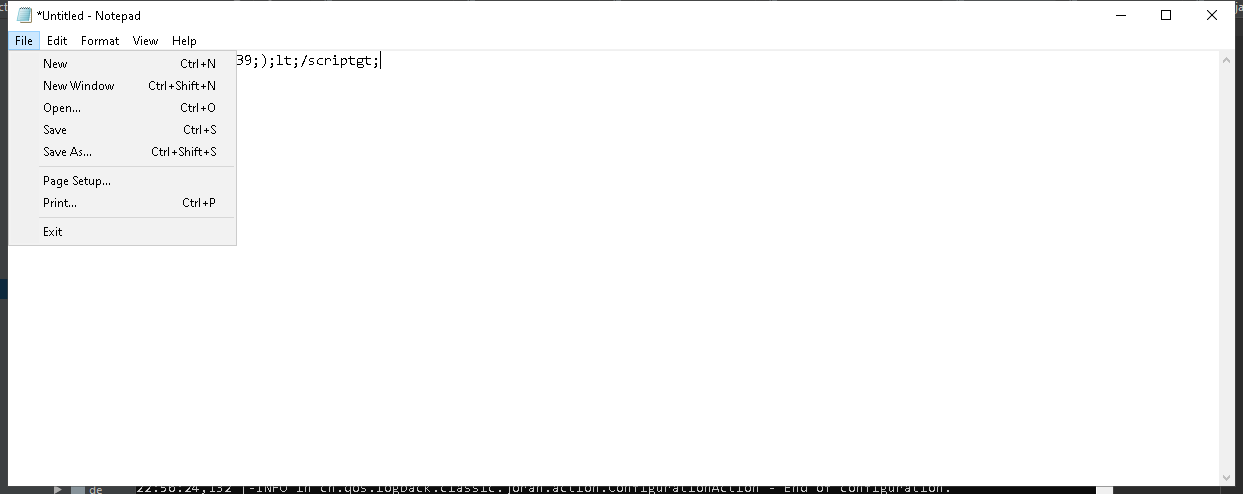 *Untitled - Notepad
File Edit Format View Help
39;);lt;/scriptgt;
New Ctrl+N
New Window Ctrl+Shift+N
Open... Ctrl+O
Save Ctrl+S
Save As... Ctrl+Shift+S
Page Setup...
Print... Ctrl+P
Exit
de 22:56:24,132 |-INFO in ch.qos.logback.classic.joran.action.ConfigurationAction - End of configuration.